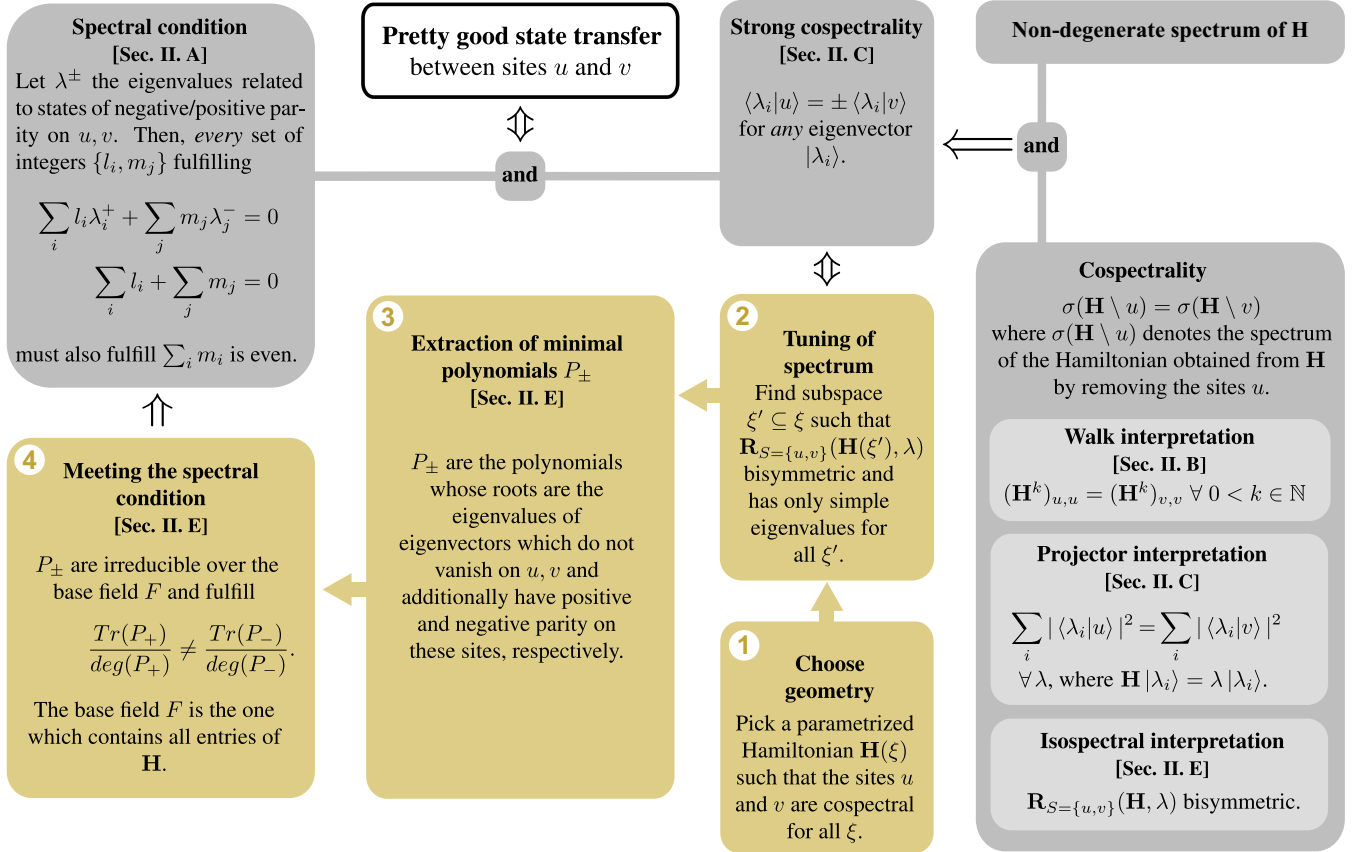 Spectral condition
[Sec. II. A]
Let λ± the eigenvalues related
to states of negative/positive par-
ity on u, v. Then, every set of
integers {l_i, m_j} fulfilling
∑_i l_i λ_i^+ + ∑_j m_j λ_j^- = 0
∑_i l_i + ∑_j m_j = 0
must also fulfill ∑_i m_i is even.
Pretty good state transfer
between sites u and v
⇕
and
Strong cospectrality
[Sec. II. C]
⟨λ_i|u⟩ = ± ⟨λ_i|v⟩
for any eigenvector
|λ_i⟩.
Non-degenerate spectrum of H
⇐
and
Cospectrality
σ(H \ u) = σ(H \ v)
where σ(H \ u) denotes the spectrum
of the Hamiltonian obtained from H
by removing the sites u.
Walk interpretation
[Sec. II. B]
(H^k)_{u,u} = (H^k)_{v,v} ∀ 0 < k ∈ ℕ
Projector interpretation
[Sec. II. C]
∑_i | ⟨λ_i|u⟩ |^2 = ∑_i | ⟨λ_i|v⟩ |^2
∀ λ, where H |λ_i⟩ = λ |λ_i⟩.
Isospectral interpretation
[Sec. II. E]
R_{S={u,v}}(H, λ) bisymmetric.
⇕
1
Choose
geometry
Pick a parametrized
Hamiltonian H(ξ)
such that the sites u
and v are cospectral
for all ξ.
2
Tuning of
spectrum
Find subspace
ξ′ ⊆ ξ such that
R_{S={u,v}}(H(ξ′), λ)
bisymmetric and
has only simple
eigenvalues for
all ξ′.
3
Extraction of minimal
polynomials P_±
[Sec. II. E]
P_± are the polynomials
whose roots are the
eigenvalues of
eigenvectors which do not
vanish on u, v and
additionally have positive
and negative parity on
these sites, respectively.
⇑
4
Meeting the spectral
condition
[Sec. II. E]
P_± are irreducible over the
base field F and fulfill
Tr(P_+)/deg(P_+) ≠ Tr(P_-)/deg(P_-).
The base field F is the one
which contains all entries of
H.